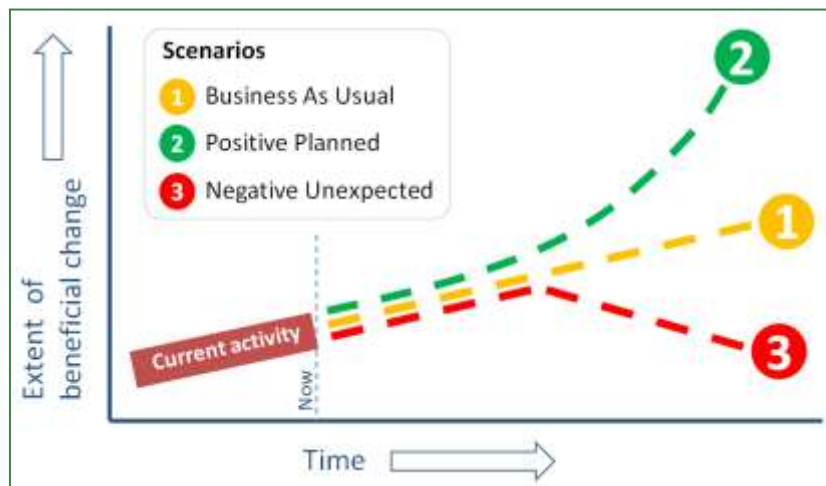 Scenarios
1 Business As Usual
2 Positive Planned
3 Negative Unexpected
2
1
3
Extent of
beneficial change
Current activity
Now
Time